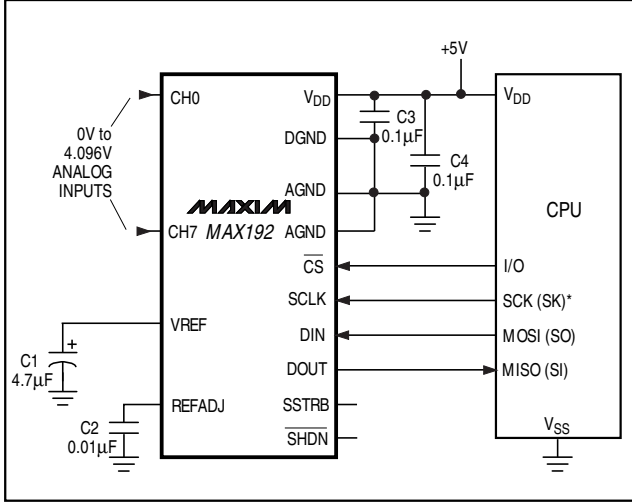 +5V
CH0
VDD
VDD
C3
0.1µF
0V to
4.096V
ANALOG
INPUTS
DGND
C4
0.1µF
AGND
MAXIM
CPU
CH7
MAX192
AGND
CS
I/O
SCLK
SCK (SK)*
VREF
DIN
MOSI (SO)
+
C1
4.7µF
DOUT
MISO (SI)
REFADJ
SSTRB
C2
0.01µF
SHDN
VSS